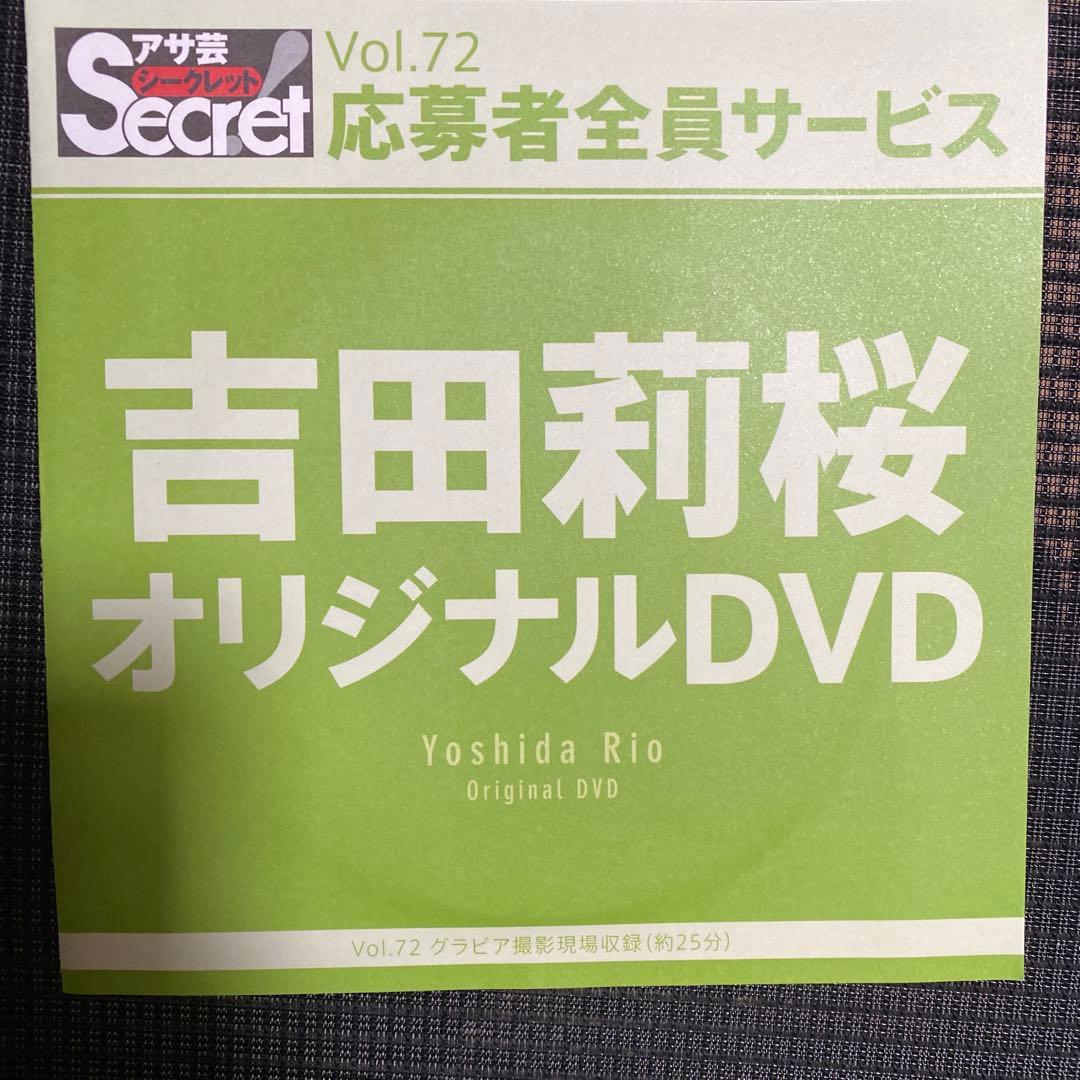 アサ芸
シークレット!
Secret
Vol.72
応募者全員サービス
吉田莉桜
オリジナルDVD
Yoshida Rio
Original DVD
Vol.72 グラビア撮影現場収録(約25分)